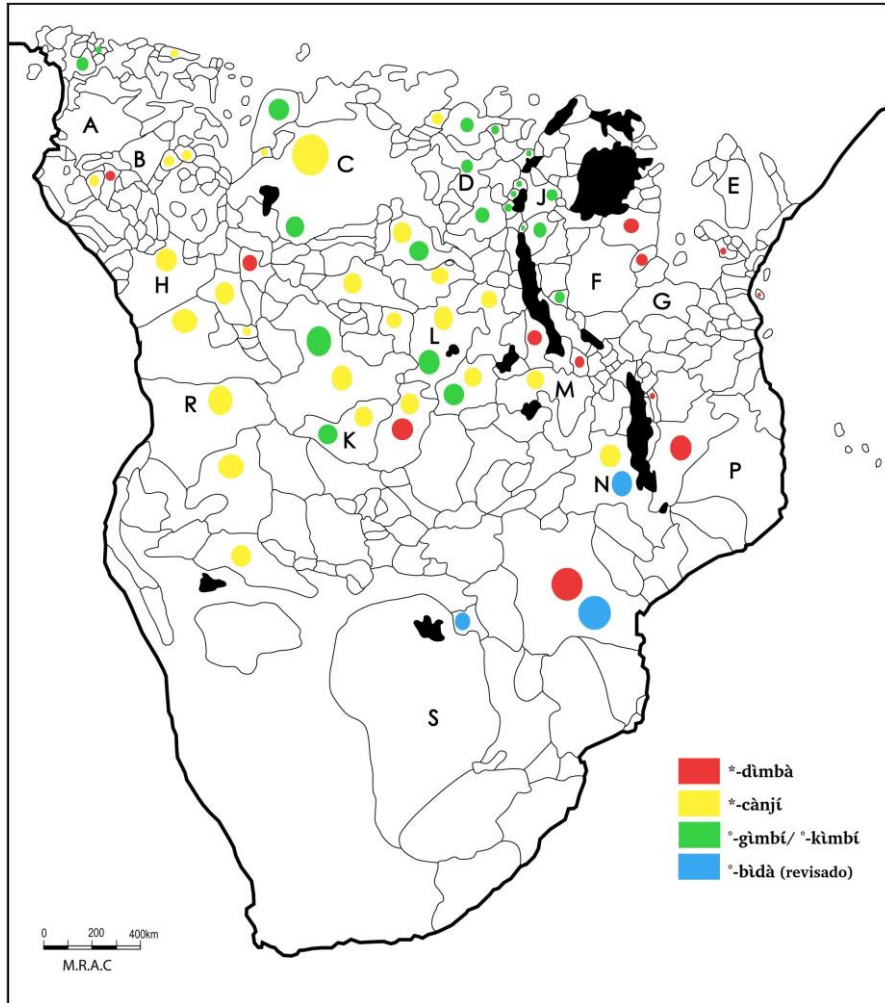 A
B
C
D
E
J
H
F
G
L
R
M
K
N
P
S
*-dìmbà
*-cànjí
°-gìmbí/ °-kìmbí
°-bìdà (revisado)
0 200 400km
M.R.A.C